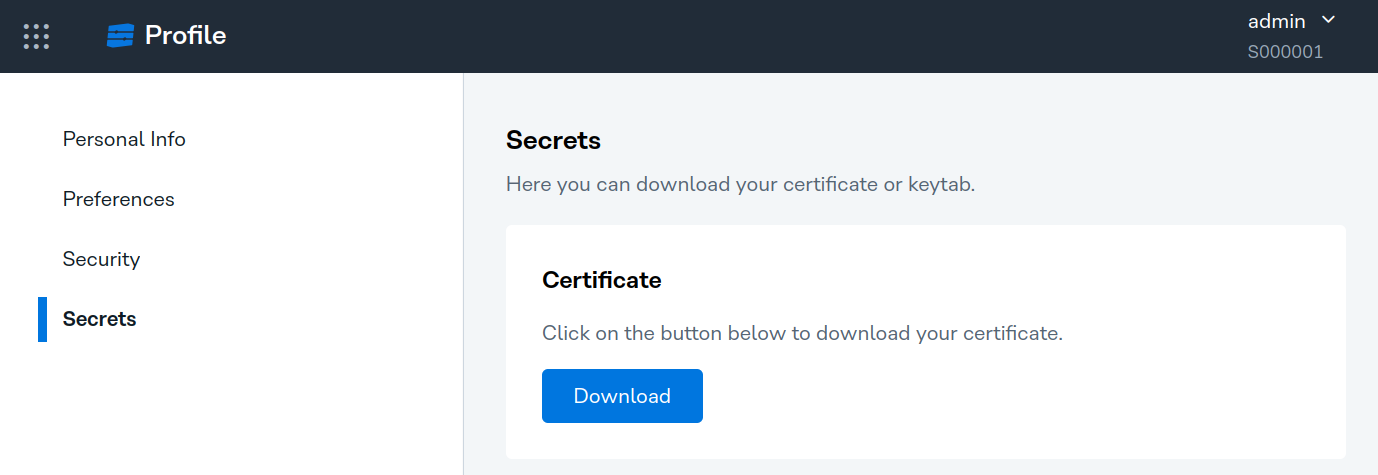 Profile
admin
S000001
Personal Info
Preferences
Security
Secrets
Secrets
Here you can download your certificate or keytab.
Certificate
Click on the button below to download your certificate.
Download